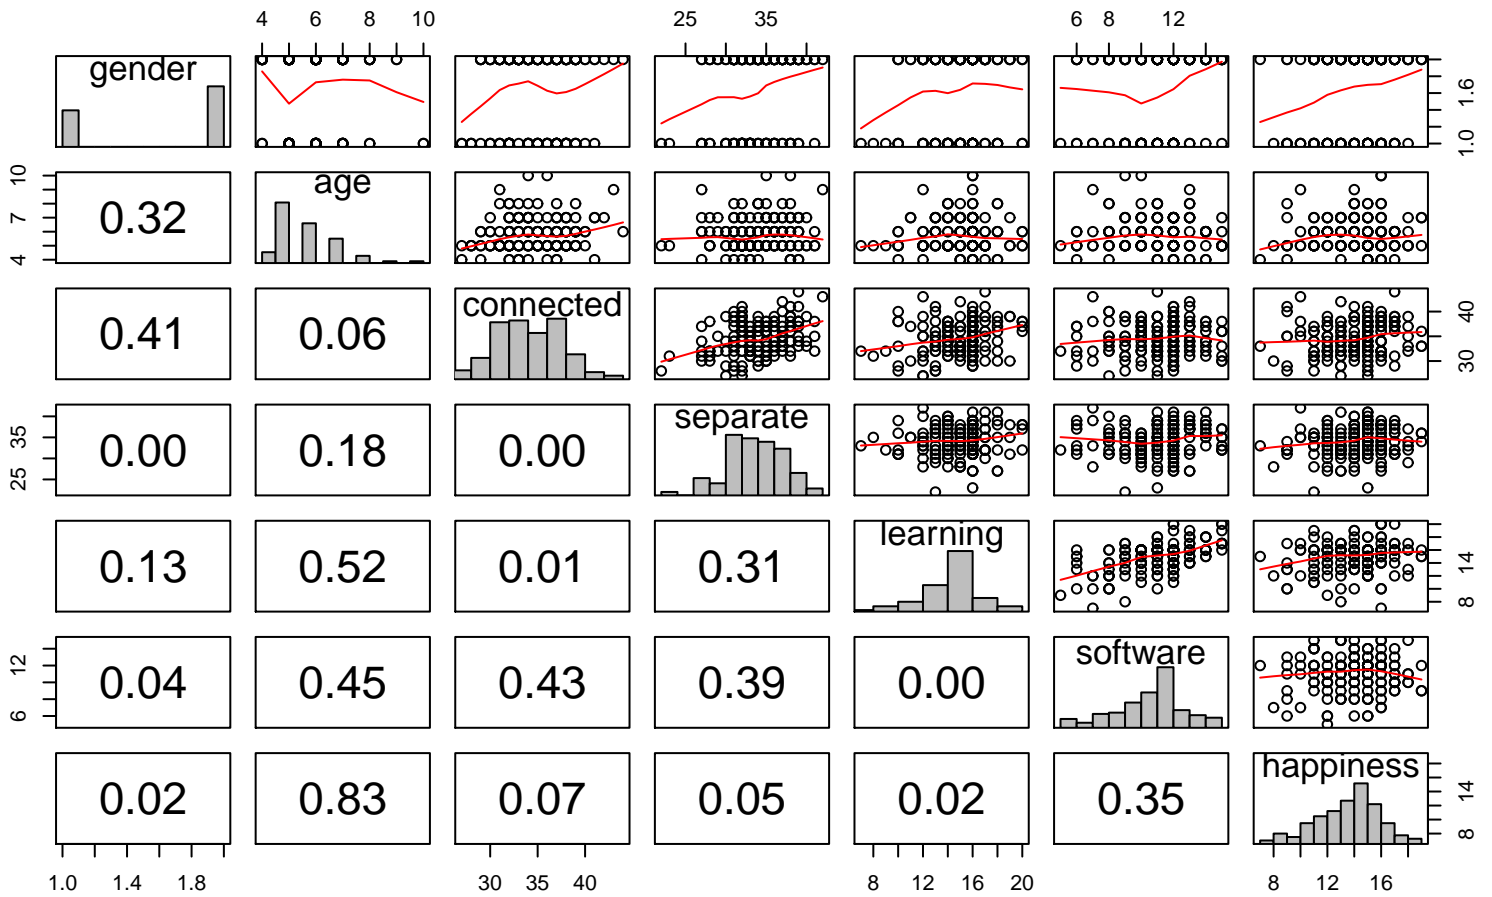 4 6 8 10 25 35 6 8 12
gender 1.0 1.6
4 7 10 0.32 age
0.41 0.06 connected 30 40
25 35 0.00 0.18 0.00 separate
0.13 0.52 0.01 0.31 learning 8 14
6 12 0.04 0.45 0.43 0.39 0.00 software
0.02 0.83 0.07 0.05 0.02 0.35 happiness 8 14
1.0 1.4 1.8 30 35 40 8 12 16 20 8 12 16